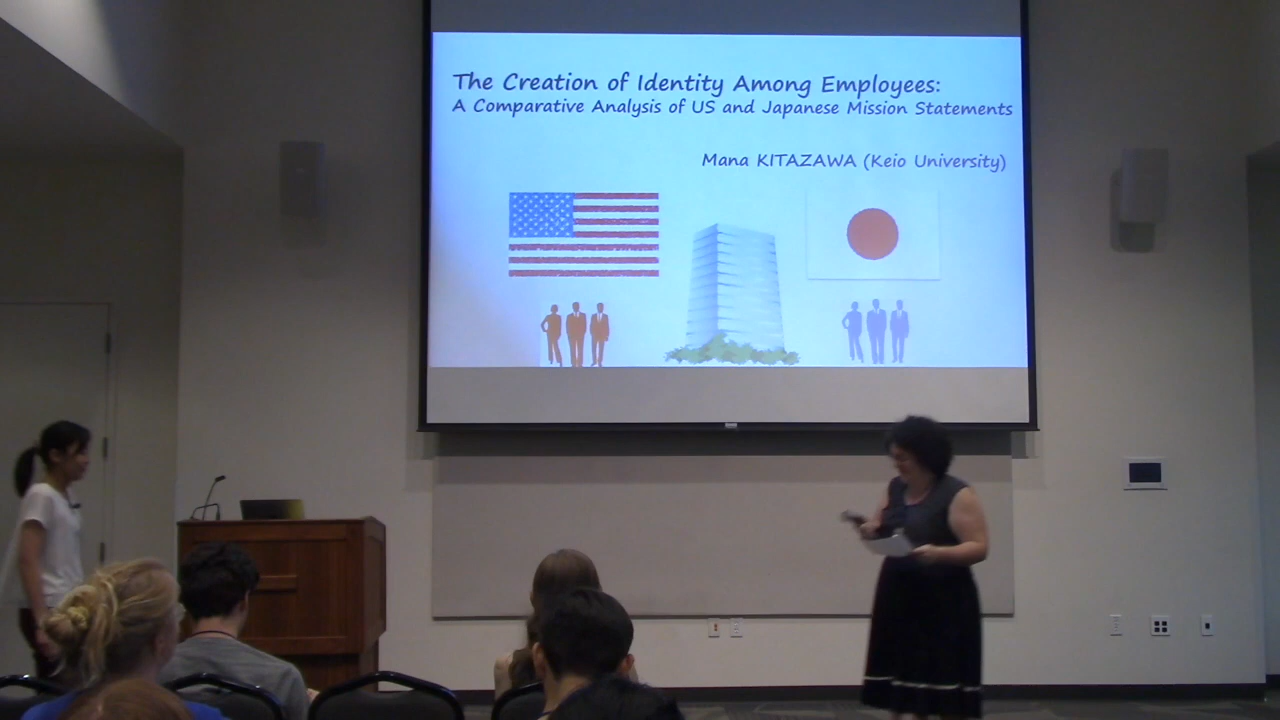 The Creation of Identity Among Employees:
A Comparative Analysis of US and Japanese Mission Statements
Mana KITAZAWA (Keio University)